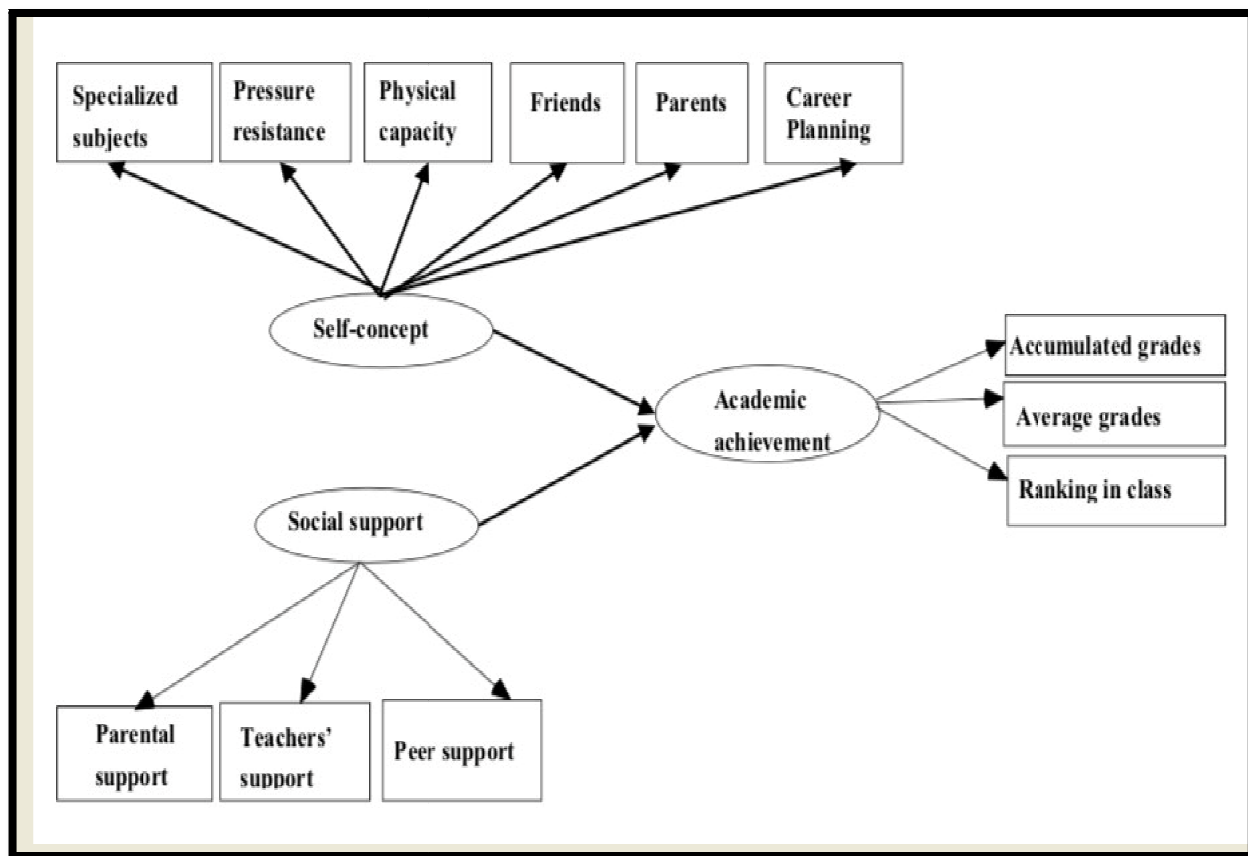 Specialized
subjects
Pressure
resistance
Physical
capacity
Friends
Parents
Career
Planning
Self-concept
Accumulated grades
Academic
achievement
Average grades
Ranking in class
Social support
Parental
support
Teachers’
support
Peer support